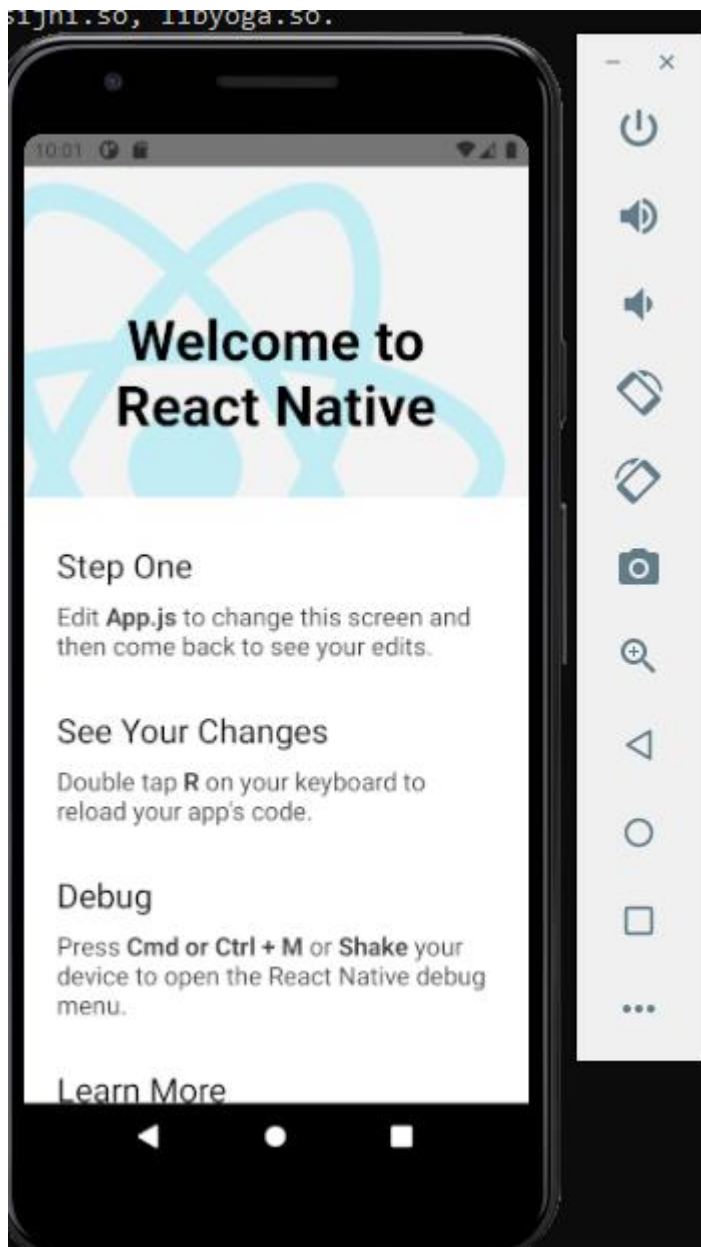 sijni.so, libyoga.so.
10:01
Welcome to
React Native
Step One
Edit App.js to change this screen and
then come back to see your edits.
See Your Changes
Double tap R on your keyboard to
reload your app's code.
Debug
Press Cmd or Ctrl + M or Shake your
device to open the React Native debug
menu.
Learn More